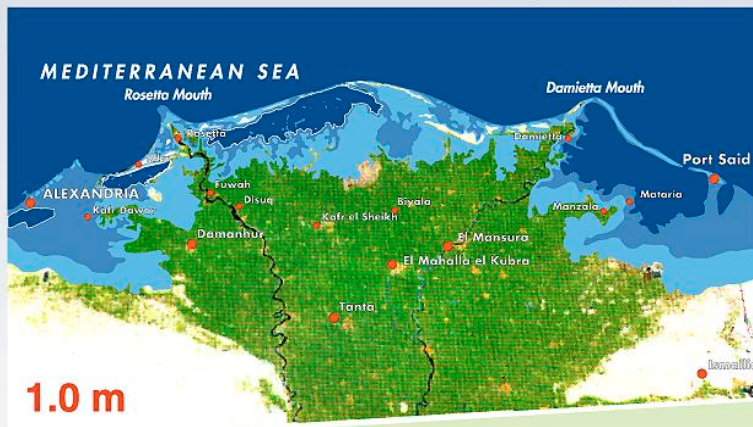 MEDITERRANEAN SEA
Rosetta Mouth
Damietta Mouth
Rosetta
Damietta
Port Said
ALEXANDRIA
Fuwah
Disuq
Biyala
Mataria
Manzala
Kafr Dawar
Kafr el Sheikh
Damanhur
El Mansura
El Mahalla el Kubra
Tanta
1.0 m